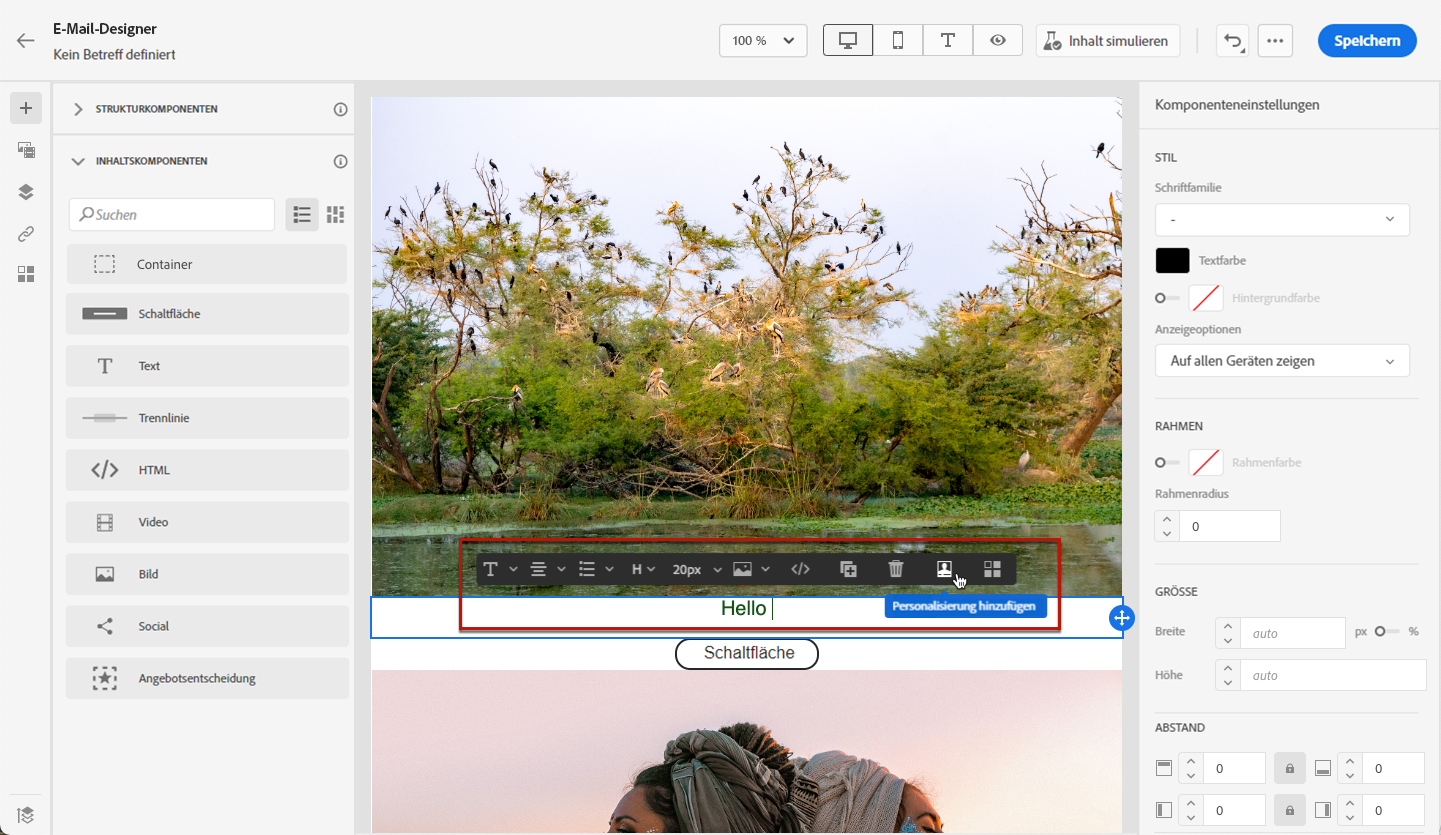 E-Mail-Designer
Kein Betreff definiert
100 %
Inhalt simulieren
Speichern
STRUKTURKOMPONENTEN
INHALTSKOMPONENTEN
Suchen
Container
Schaltfläche
Text
Trennlinie
HTML
Video
Bild
Social
Angebotsentscheidung
H
20px
Hello
Personalisierung hinzufügen
Schaltfläche
Komponenteneinstellungen
STIL
Schriftfamilie
-
Textfarbe
Hintergrundfarbe
Anzeigeoptionen
Auf allen Geräten zeigen
RAHMEN
Rahmenfarbe
Rahmenradius
0
GRÖSSE
Breite auto px %
Höhe auto
ABSTAND
0 0
0 0